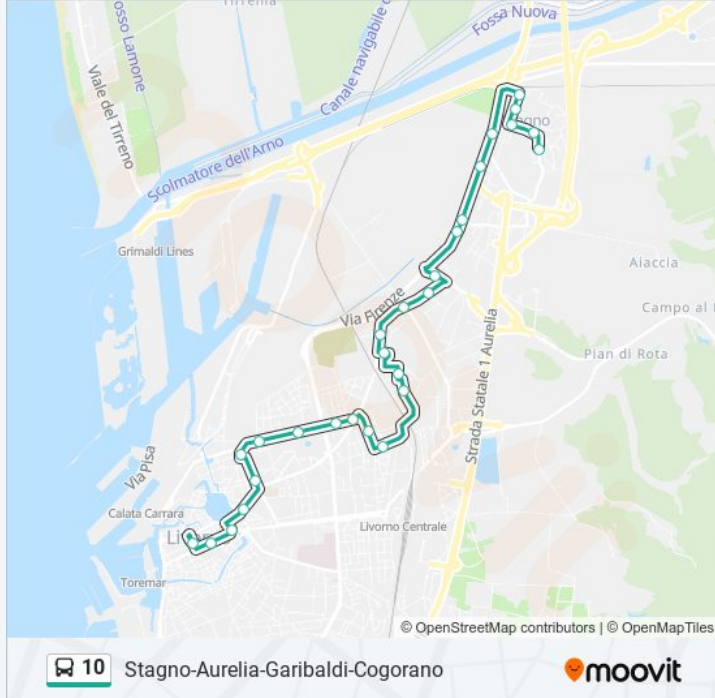 Tirrenia
osso Lamone
Fossa Nuova
Viale del Tirreno
Canale navigabile d
Scolmatore dell'Arno
Grimaldi Lines
Aiaccia
Via Firenze
Campo al
Pian di Rota
Strada Statale 1 Aurelia
Via Pisa
Calata Carrara
Livorno Centrale
Toremar
© OpenStreetMap contributors | © OpenMapTiles
10 Stagno-Aurelia-Garibaldi-Cogorano
moovit